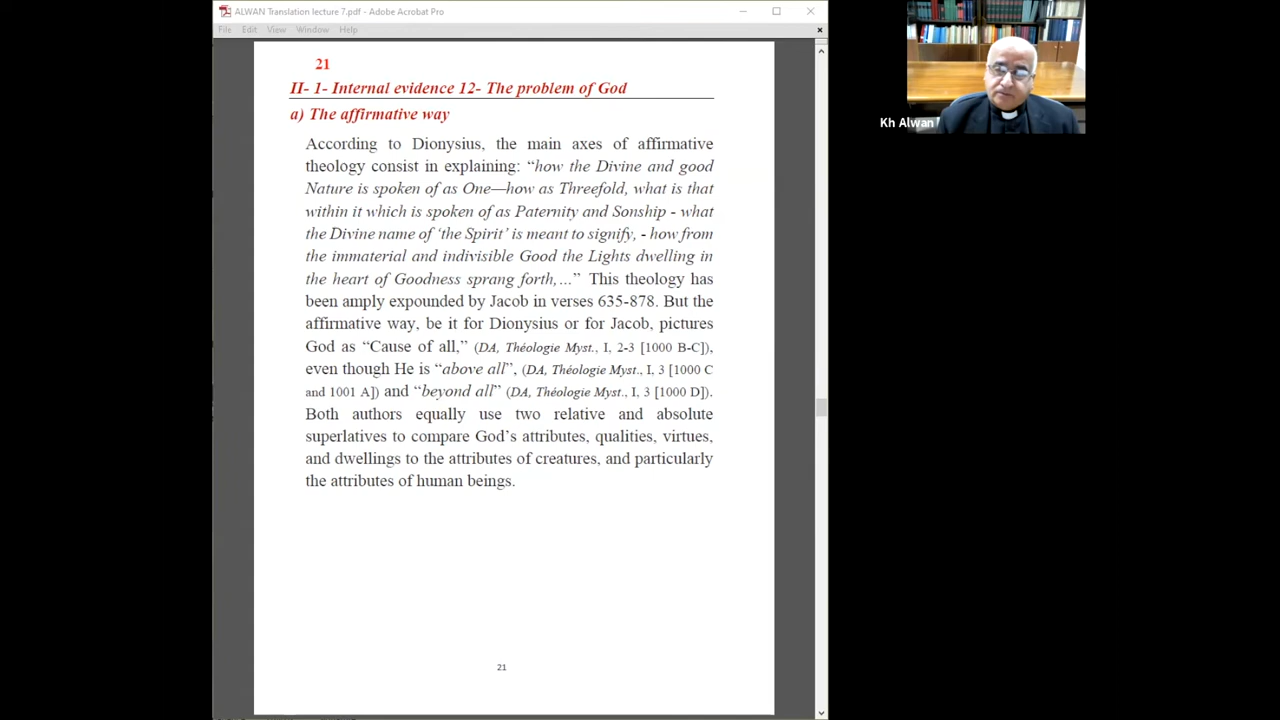 ALWAN Translation lecture 7.pdf - Adobe Acrobat Pro
File Edit View Window Help
21
II- 1- Internal evidence 12- The problem of God
a) The affirmative way
According to Dionysius, the main axes of affirmative
theology consist in explaining: “how the Divine and good
Nature is spoken of as One—how as Threefold, what is that
within it which is spoken of as Paternity and Sonship - what
the Divine name of ‘the Spirit’ is meant to signify, - how from
the immaterial and indivisible Good the Lights dwelling in
the heart of Goodness sprang forth,…” This theology has
been amply expounded by Jacob in verses 635-878. But the
affirmative way, be it for Dionysius or for Jacob, pictures
God as “Cause of all,” (DA, Théologie Myst., I, 2-3 [1000 B-C]),
even though He is “above all”, (DA, Théologie Myst., I, 3 [1000 C
and 1001 A]) and “beyond all” (DA, Théologie Myst., I, 3 [1000 D]).
Both authors equally use two relative and absolute
superlatives to compare God’s attributes, qualities, virtues,
and dwellings to the attributes of creatures, and particularly
the attributes of human beings.
21
Kh Alwan